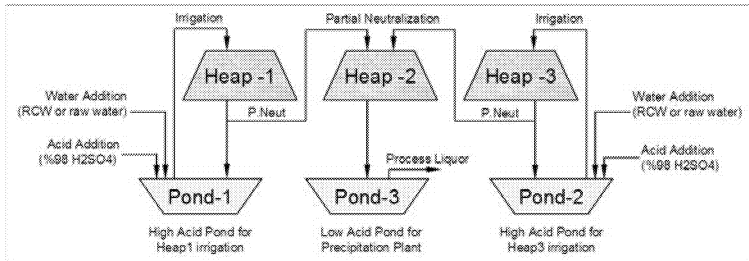 Irrigation
Partial Neutralization
Irrigation
Heap -1
Heap -2
Heap -3
P.Neut
P.Neut
Water Addition
(RCW or raw water)
Water Addition
(RCW or raw water)
Acid Addition
(%98 H2SO4)
Process Liquor
Acid Addition
(%98 H2SO4)
Pond-1
Pond-3
Pond-2
High Acid Pond for
Heap1 irrigation
Low Acid Pond for
Precipitation Plant
High Acid Pond for
Heap3 irrigation